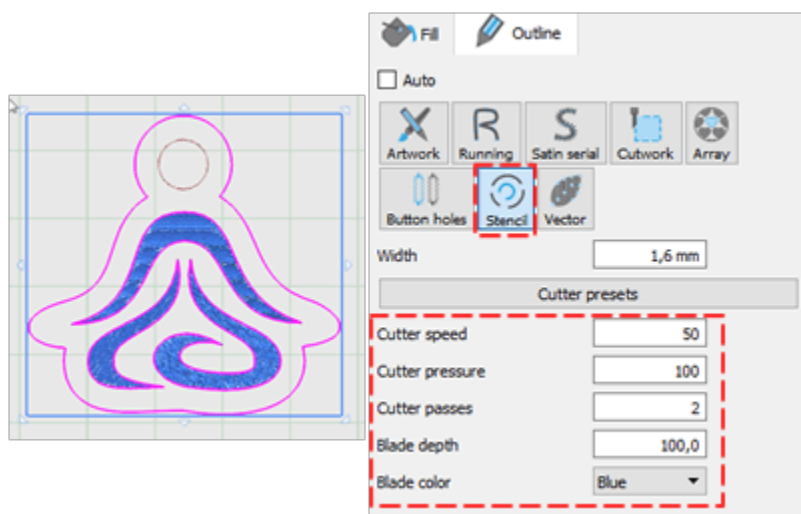 Fill Outline
Auto
Artwork Running Satin serial Cutwork Array
Button holes Stencil Vector
Width 1,6 mm
Cutter presets
Cutter speed 50
Cutter pressure 100
Cutter passes 2
Blade depth 100,0
Blade color Blue